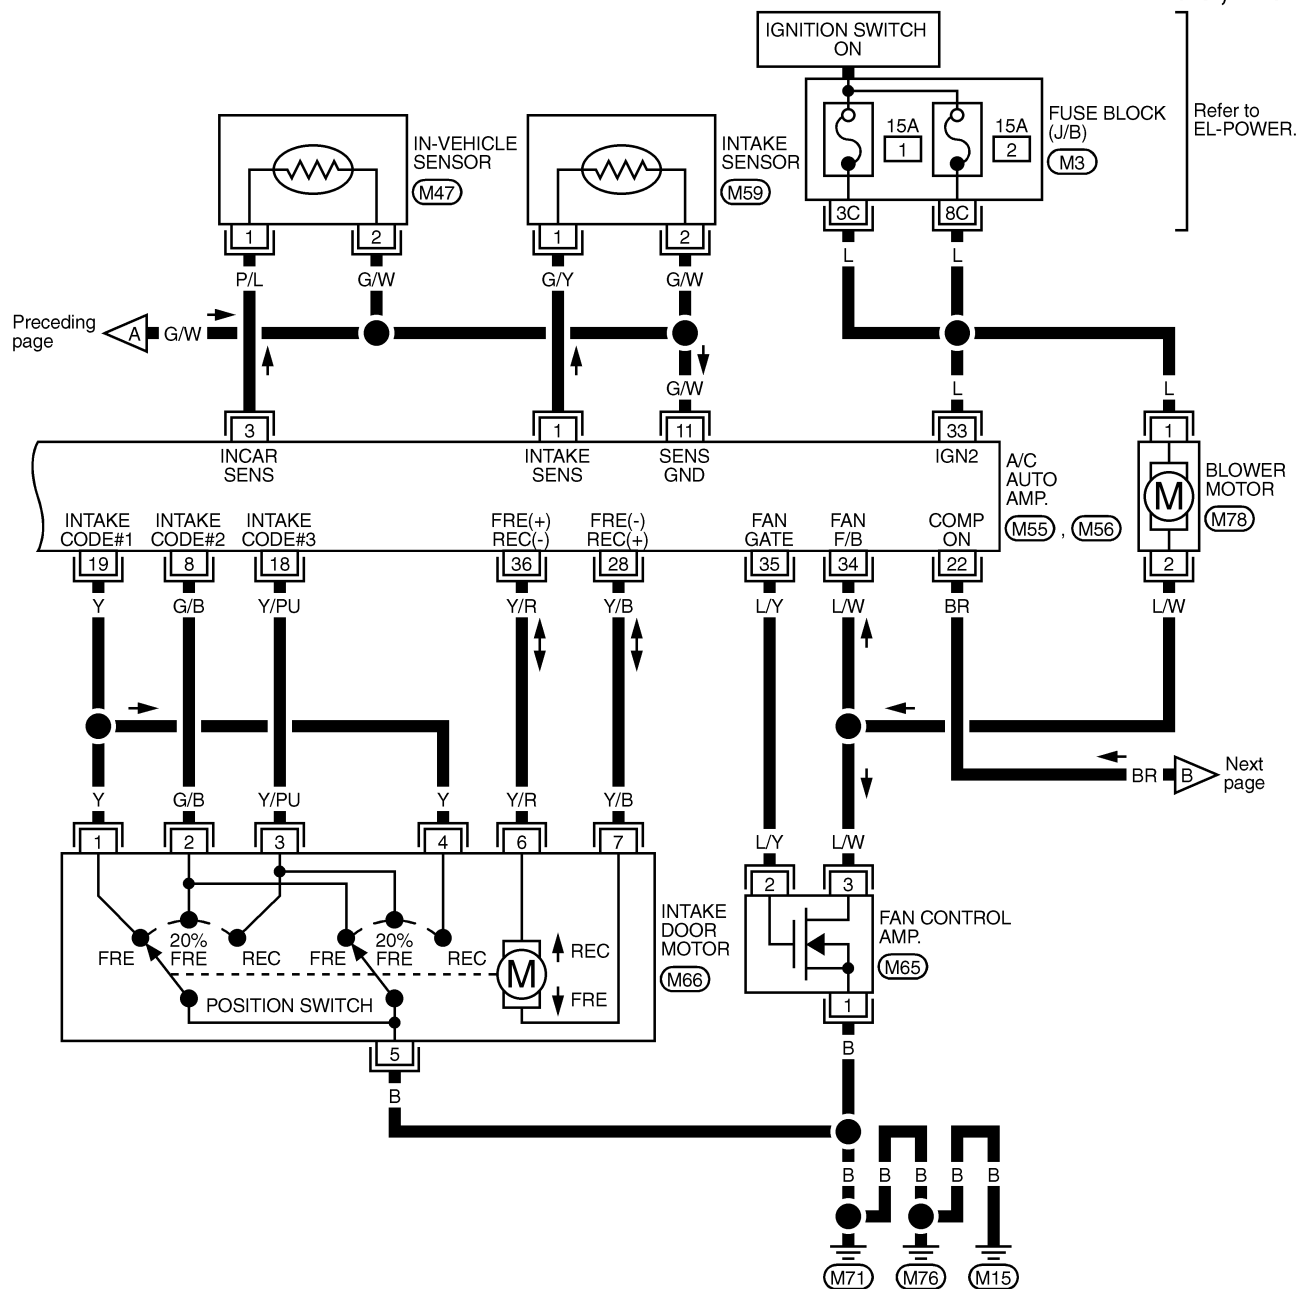 IGNITION SWITCH
ON
FUSE BLOCK
(J/B)
M3
15A
1
15A
2
Refer to
EL-POWER.
3C
8C
IN-VEHICLE
SENSOR
M47
INTAKE
SENSOR
M59
1
2
1
2
P/L
G/W
G/Y
G/W
L
L
Preceding
page
A
G/W
G/W
L
L
3
1
11
33
1
INCAR
SENS
INTAKE
SENS
SENS
GND
IGN2
A/C
AUTO
AMP.
M55 , M56
M
BLOWER
MOTOR
M78
INTAKE
CODE#1
INTAKE
CODE#2
INTAKE
CODE#3
FRE(+)
REC(-)
FRE(-)
REC(+)
FAN
GATE
FAN
F/B
COMP
ON
19
8
18
36
28
35
34
22
2
Y
G/B
Y/PU
Y/R
Y/B
L/Y
L/W
BR
L/W
BR
B
Next
page
Y
G/B
Y/PU
Y
Y/R
Y/B
L/Y
L/W
1
2
3
4
6
7
2
3
FRE
20%
FRE
REC
FRE
20%
FRE
REC
M
REC
FRE
POSITION SWITCH
INTAKE
DOOR
MOTOR
M66
FAN CONTROL
AMP.
M65
5
1
B
B
B
B
B
B
B
M71
M76
M15